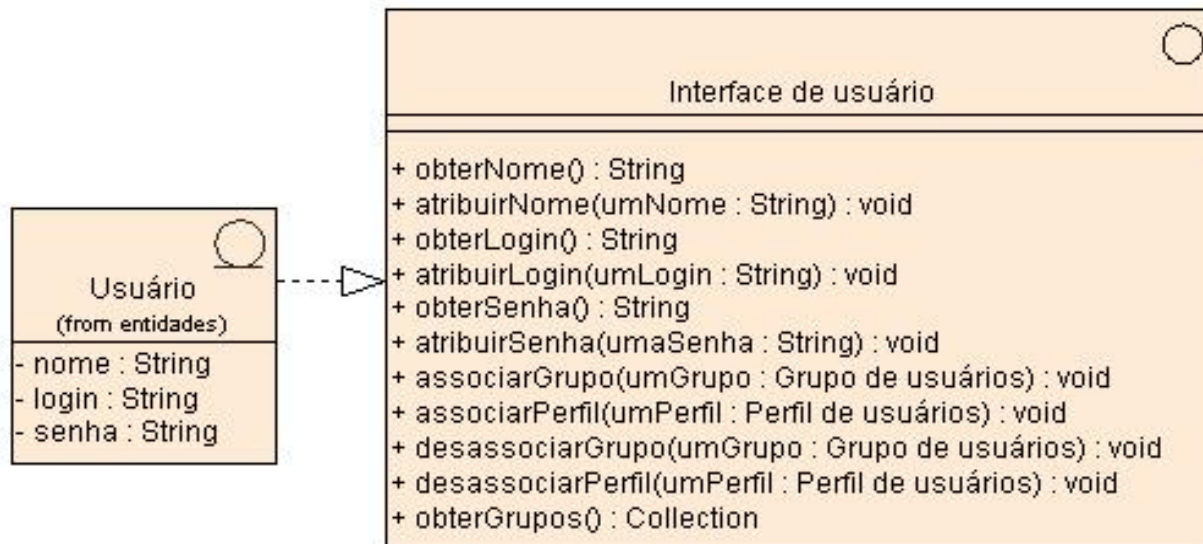 Interface de usuário
+ obterNome() : String
+ atribuirNome(umNome : String) : void
+ obterLogin() : String
+ atribuirLogin(umLogin : String) : void
+ obterSenha() : String
+ atribuirSenha(umaSenha : String) : void
+ associarGrupo(umGrupo : Grupo de usuários) : void
+ associarPerfil(umPerfil : Perfil de usuários) : void
+ desassociarGrupo(umGrupo : Grupo de usuários) : void
+ desassociarPerfil(umPerfil : Perfil de usuários) : void
+ obterGrupos() : Collection
Usuário
(from entidades)
- nome : String
- login : String
- senha : String